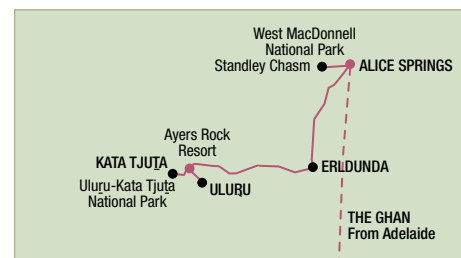 West MacDonnell
National Park
Standley Chasm
ALICE SPRINGS
Ayers Rock
Resort
KATA TJUṮA
Uluṟu-Kata Tjuṯa
National Park
ULUṞU
ERLDUNDA
THE GHAN
From Adelaide